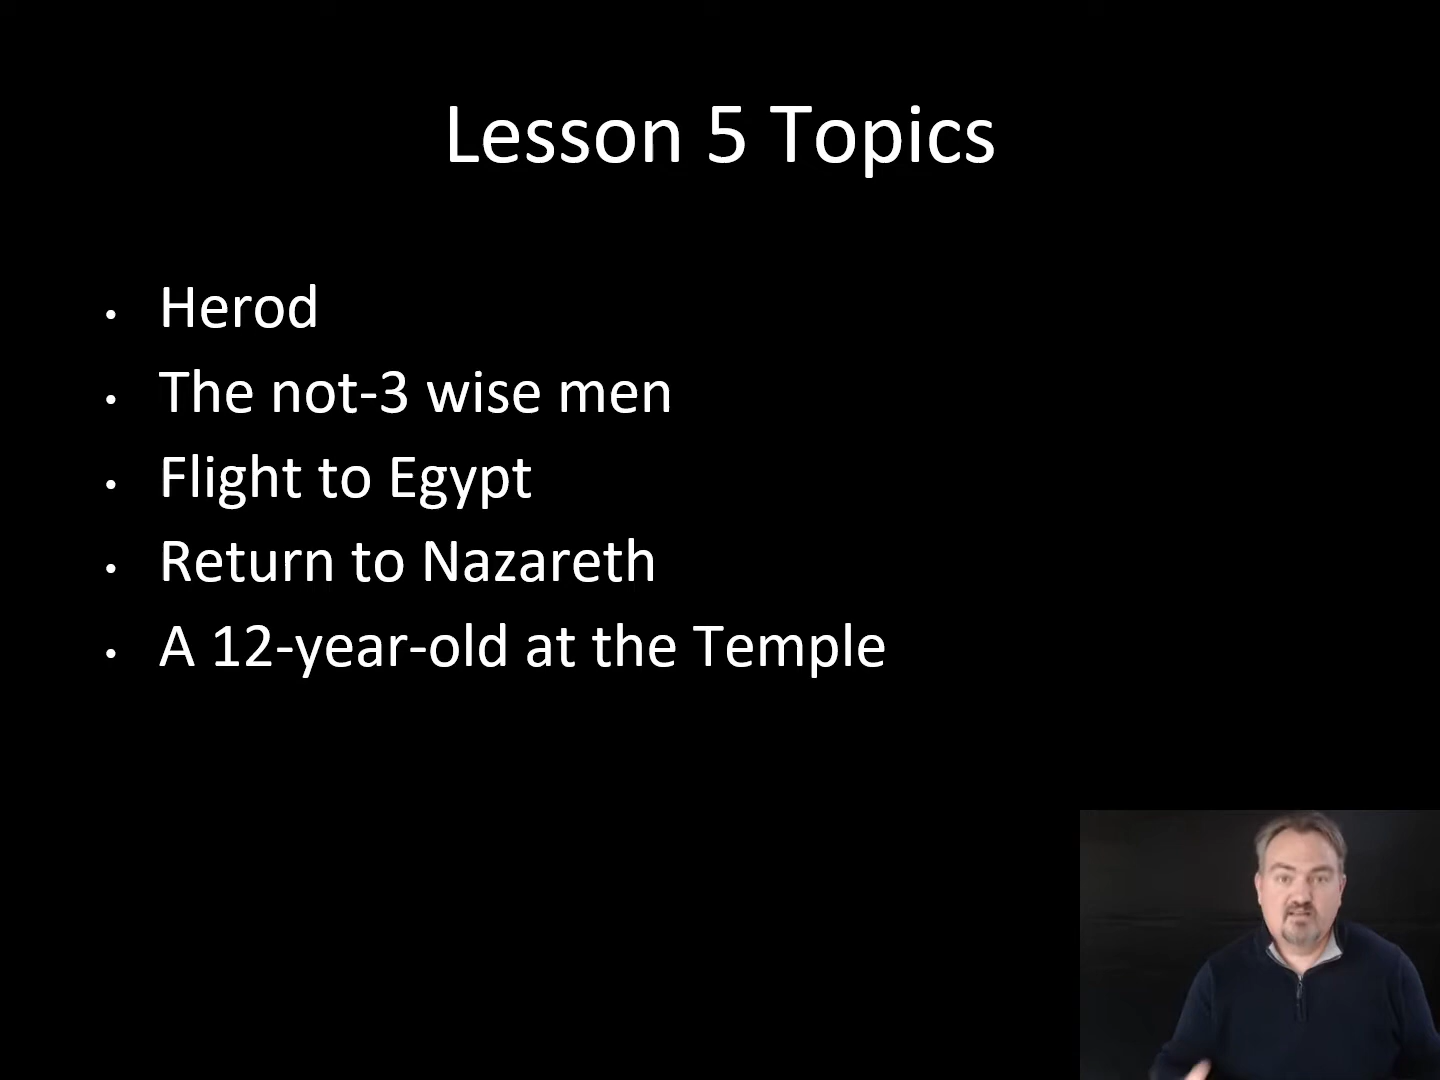 Lesson 5 Topics
• Herod
• The not-3 wise men
• Flight to Egypt
• Return to Nazareth
• A 12-year-old at the Temple